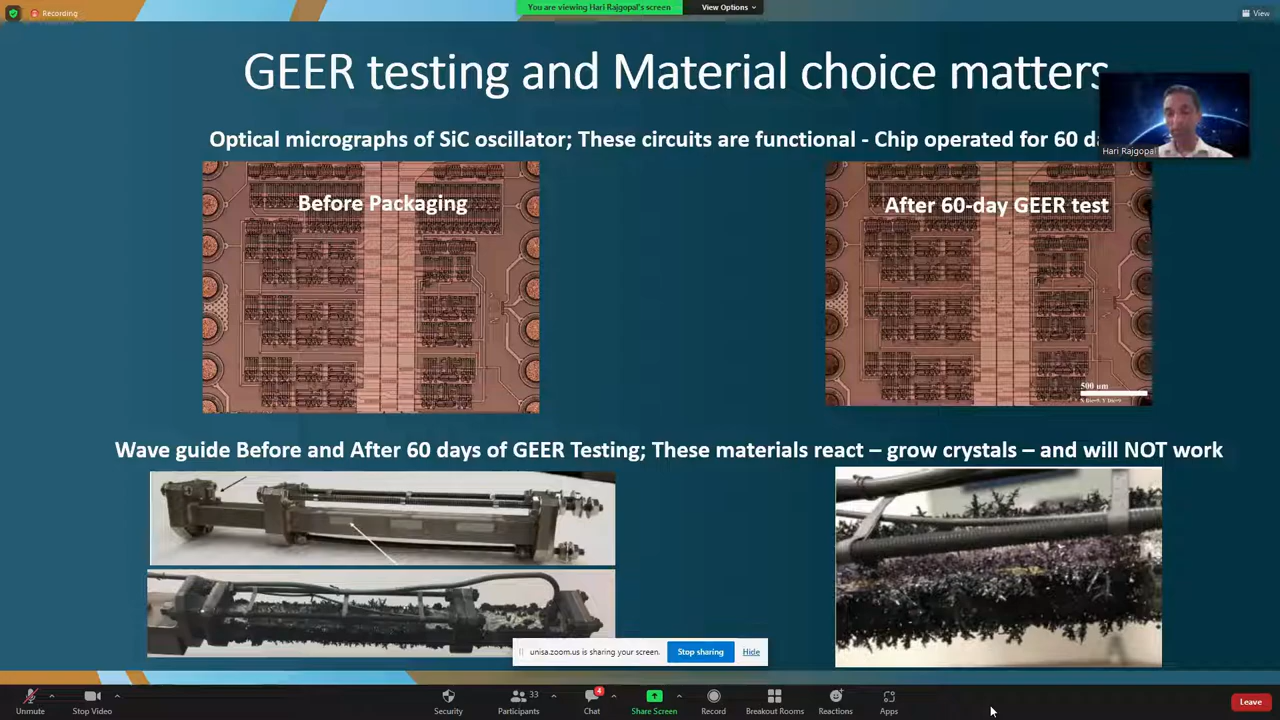 Recording
You are viewing Hari Rajgopal's screen
View Options
View
GEER testing and Material choice matters
Optical micrographs of SiC oscillator; These circuits are functional - Chip operated for 60
Hari Rajgopal
Before Packaging
After 60-day GEER test
500 um
Wave guide Before and After 60 days of GEER Testing; These materials react – grow crystals – and will NOT work
unisa.zoom.us is sharing your screen.
Stop sharing
Hide
Unmute
Stop Video
Security
Participants
33
Chat
4
Share Screen
Record
Breakout Rooms
Reactions
Apps
Leave